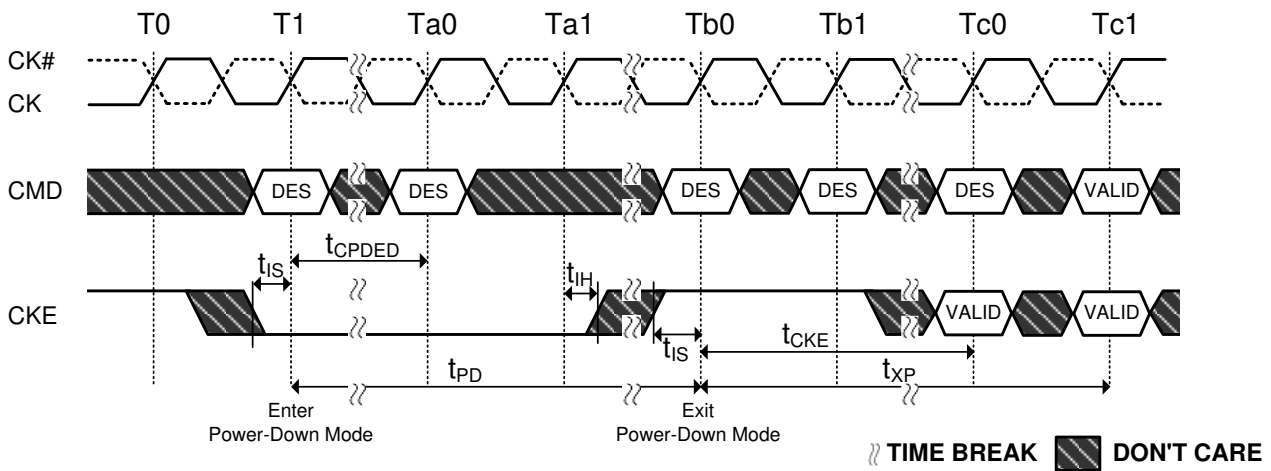 T0 T1 Ta0 Ta1 Tb0 Tb1 Tc0 Tc1
CK#
CK
CMD DES DES DES DES DES VALID
tCPDED
tIS tIH
CKE VALID VALID
tIS tCKE
tPD tXP
Enter
Power-Down Mode
Exit
Power-Down Mode
TIME BREAK DON'T CARE